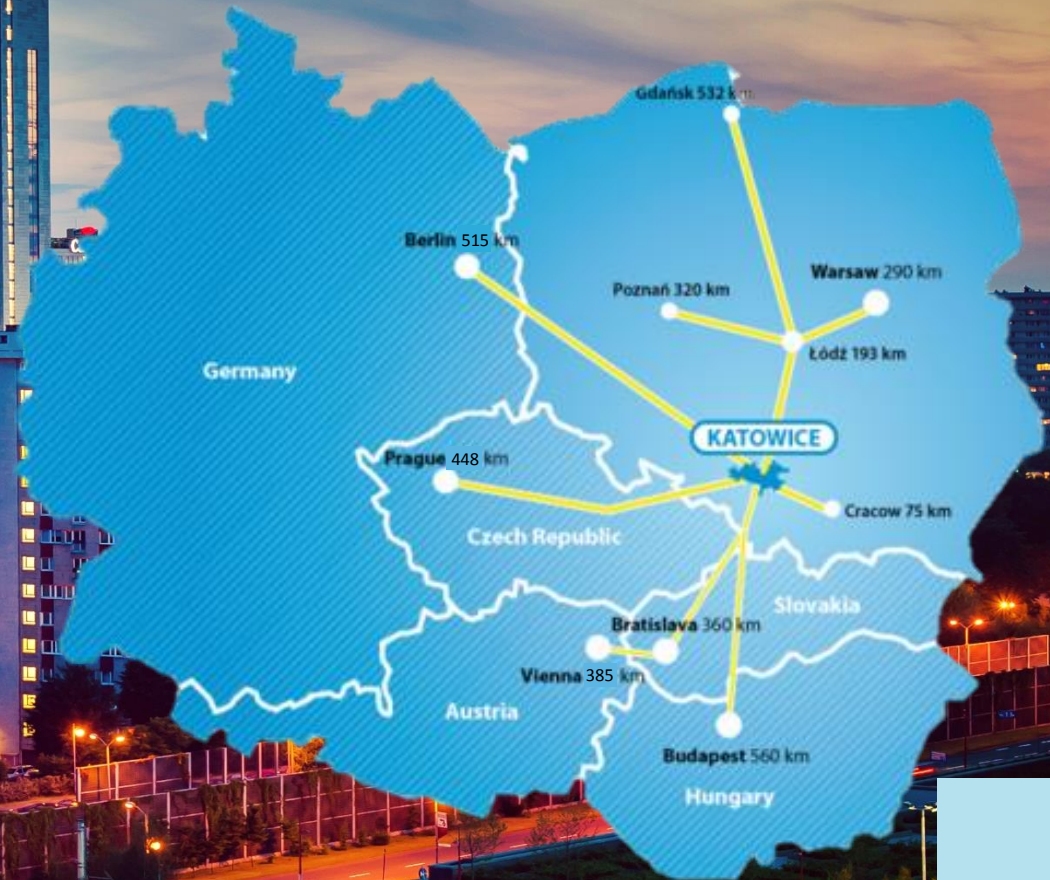 Gdańsk 532 km
Berlin 515 km
Warsaw 290 km
Poznań 320 km
Łódź 193 km
Germany
KATOWICE
Prague 448 km
Cracow 75 km
Czech Republic
Slovakia
Bratislava 360 km
Vienna 385 km
Austria
Budapest 560 km
Hungary